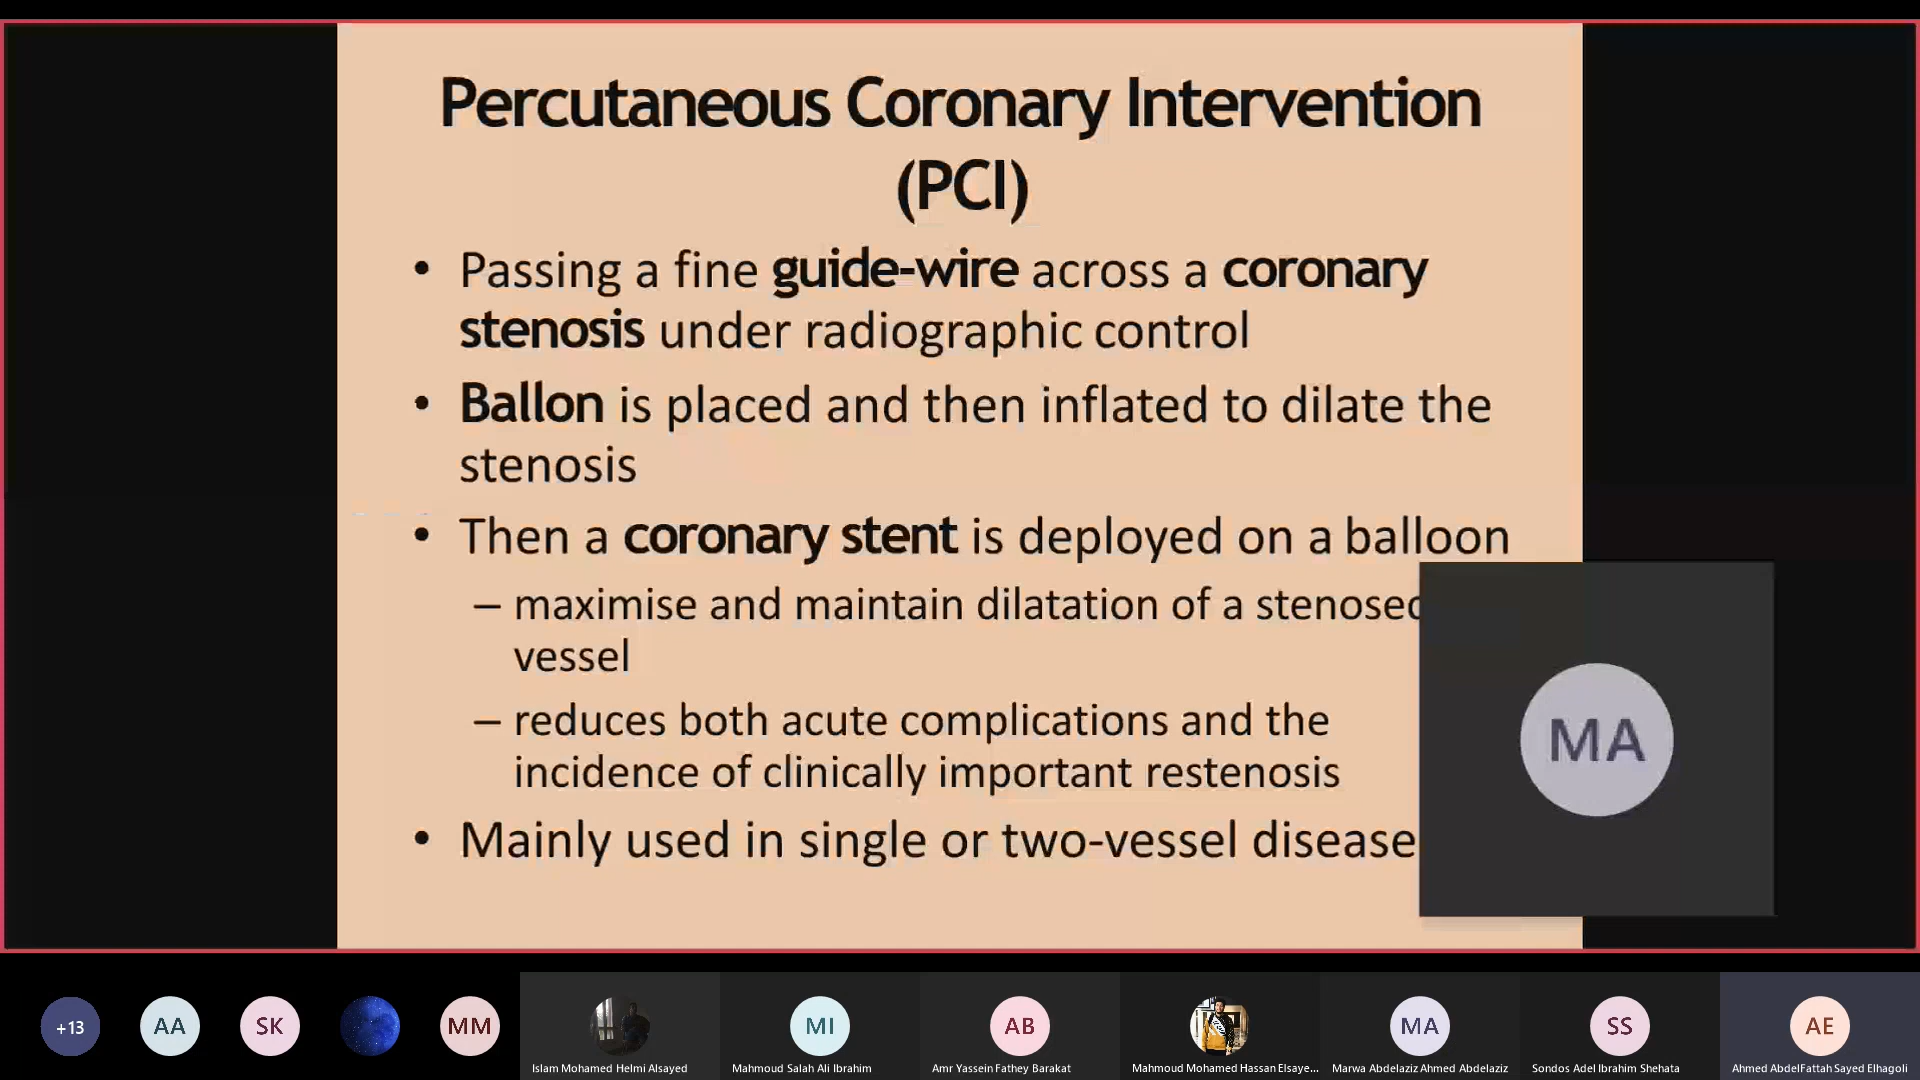 Percutaneous Coronary Intervention
(PCI)
• Passing a fine guide-wire across a coronary
stenosis under radiographic control
• Ballon is placed and then inflated to dilate the
stenosis
• Then a coronary stent is deployed on a balloon
– maximise and maintain dilatation of a stenosed
vessel
– reduces both acute complications and the
incidence of clinically important restenosis
• Mainly used in single or two-vessel disease
MA
+13
AA
SK
MM
Islam Mohamed Helmi Alsayed
MI
Mahmoud Salah Ali Ibrahim
AB
Amr Yassein Fathey Barakat
Mahmoud Mohamed Hassan Elsaye...
MA
Marwa Abdelaziz Ahmed Abdelaziz
SS
Sondos Adel Ibrahim Shehata
AE
Ahmed AbdelFattah Sayed Elhagoli